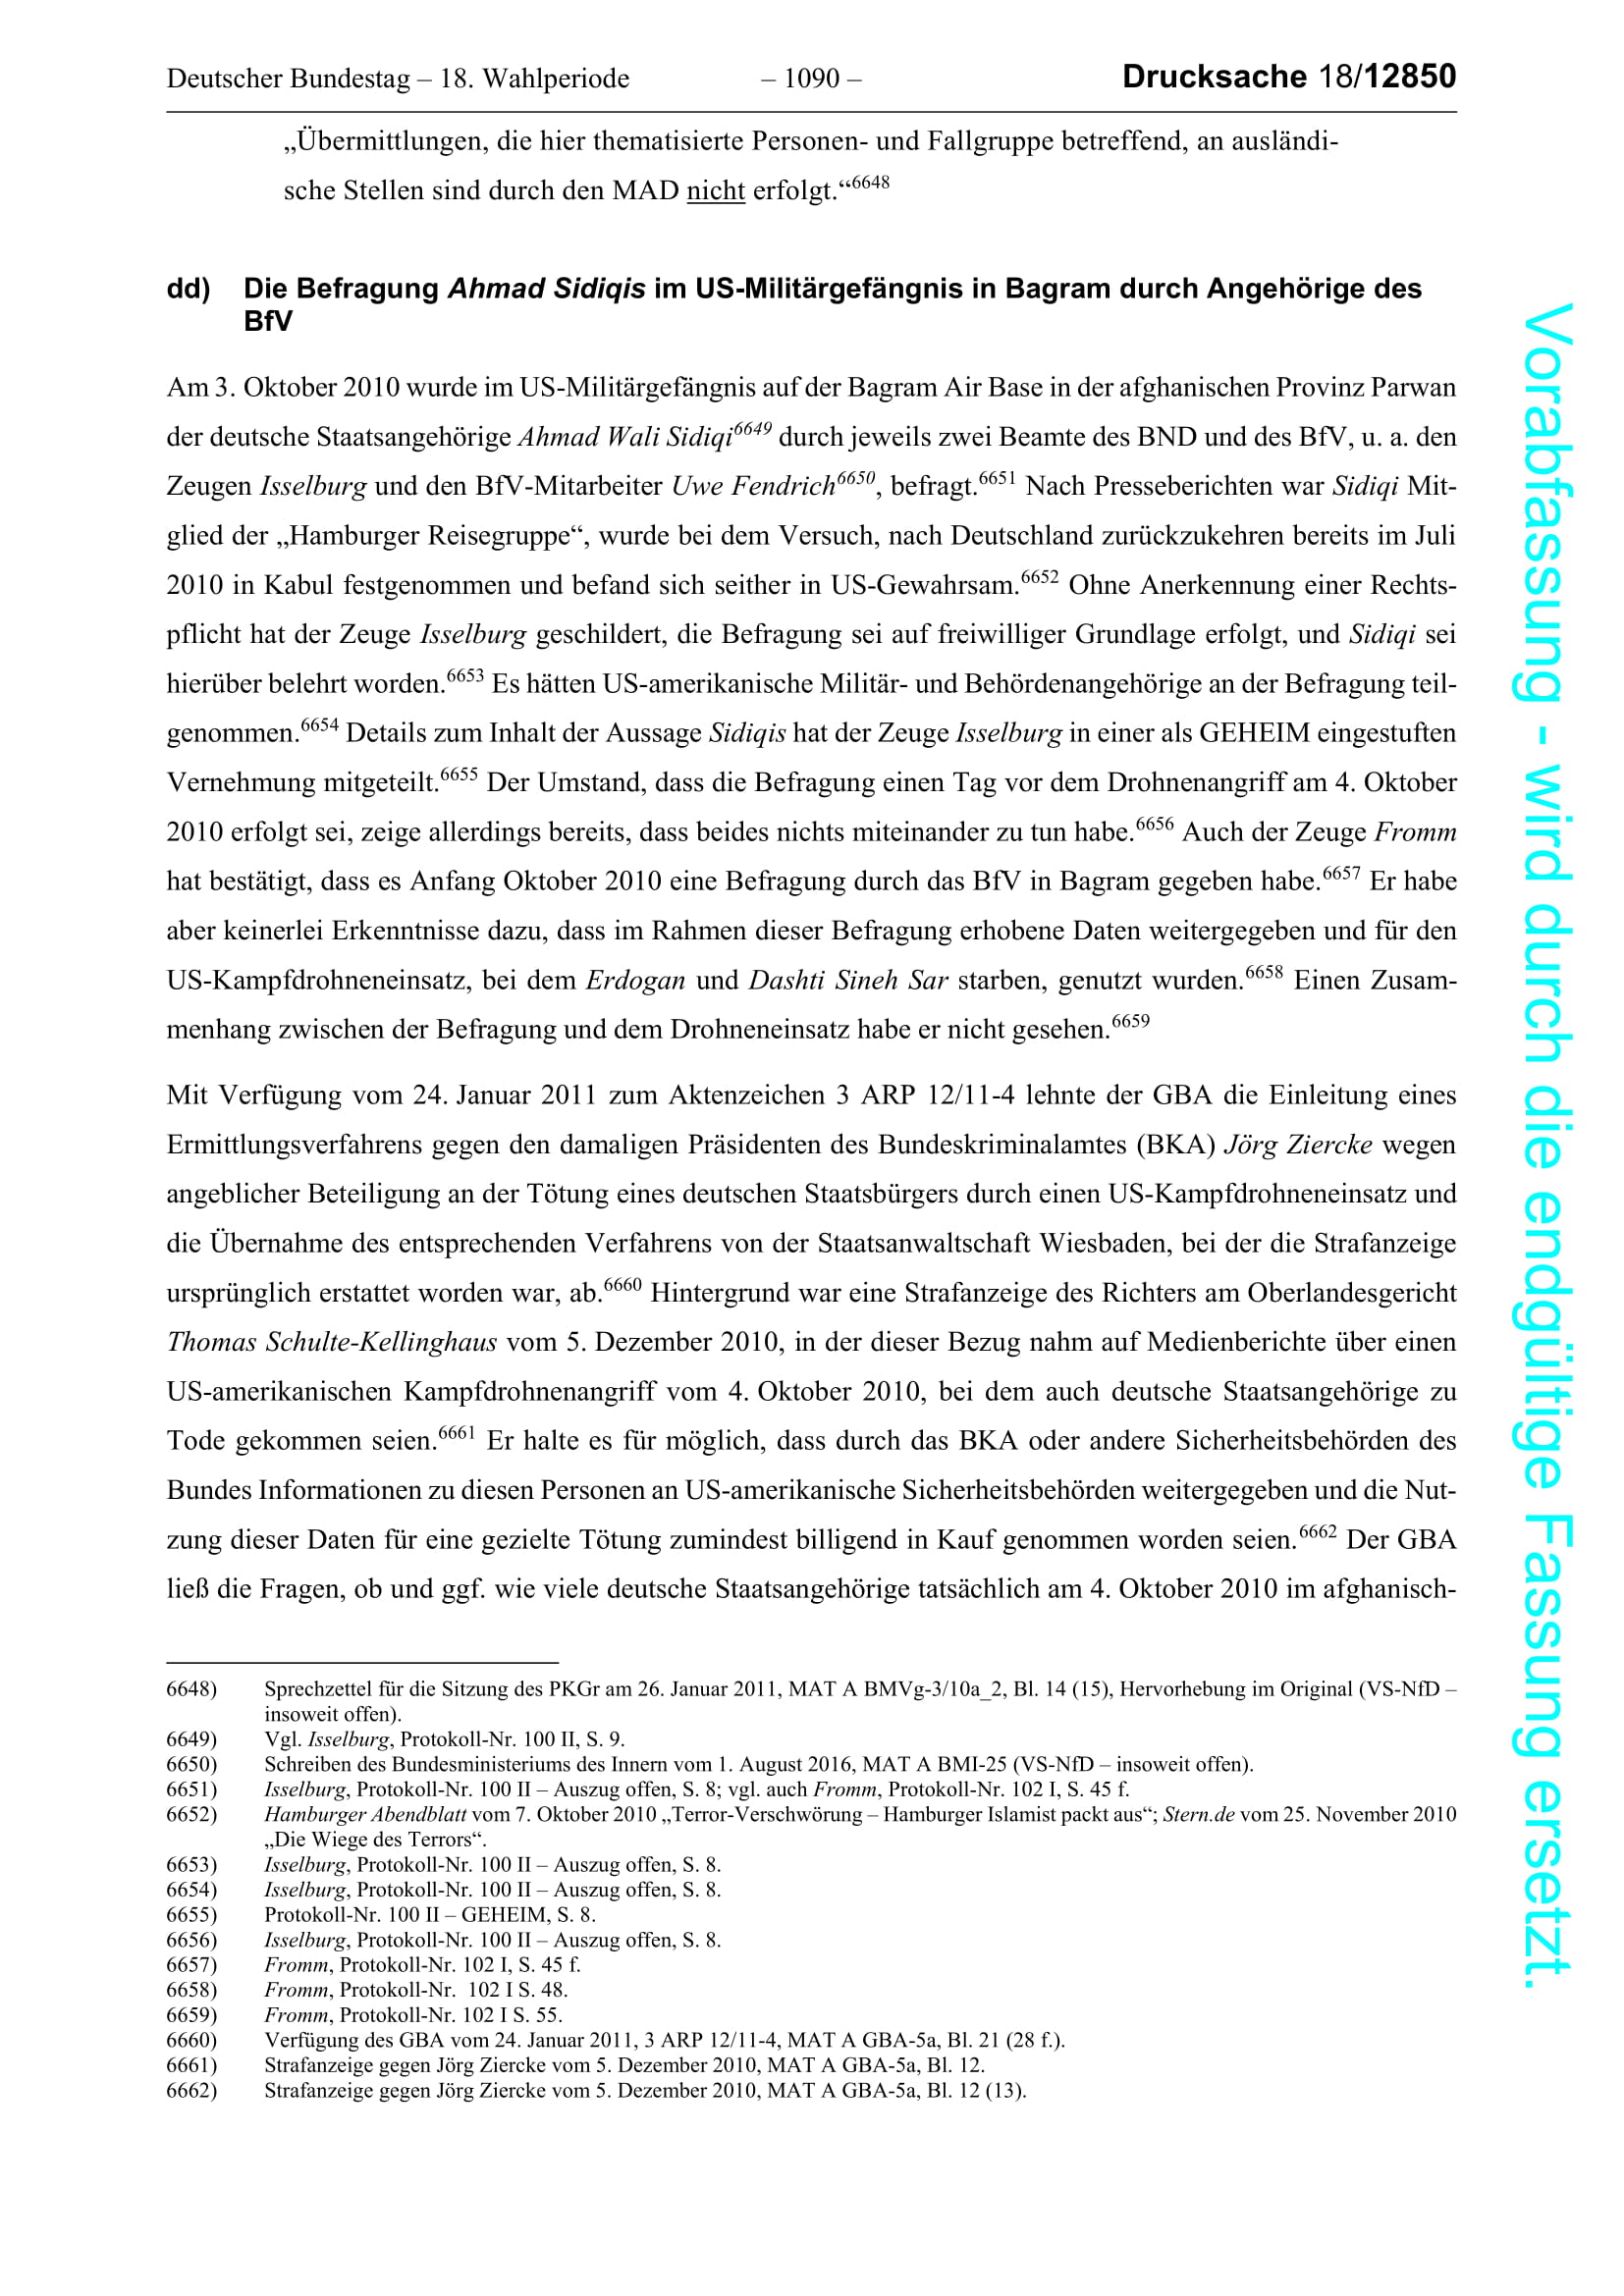 Deutscher Bundestag – 18. Wahlperiode – 1090 – Drucksache 18/12850
„Übermittlungen, die hier thematisierte Personen- und Fallgruppe betreffend, an ausländi-
sche Stellen sind durch den MAD nicht erfolgt.“6648
dd) Die Befragung Ahmad Sidiqis im US-Militärgefängnis in Bagram durch Angehörige des
BfV
Am 3. Oktober 2010 wurde im US-Militärgefängnis auf der Bagram Air Base in der afghanischen Provinz Parwan
der deutsche Staatsangehörige Ahmad Wali Sidiqi6649 durch jeweils zwei Beamte des BND und des BfV, u. a. den
Zeugen Isselburg und den BfV-Mitarbeiter Uwe Fendrich6650, befragt.6651 Nach Presseberichten war Sidiqi Mit-
glied der „Hamburger Reisegruppe“, wurde bei dem Versuch, nach Deutschland zurückzukehren bereits im Juli
2010 in Kabul festgenommen und befand sich seither in US-Gewahrsam.6652 Ohne Anerkennung einer Rechts-
pflicht hat der Zeuge Isselburg geschildert, die Befragung sei auf freiwilliger Grundlage erfolgt, und Sidiqi sei
hierüber belehrt worden.6653 Es hätten US-amerikanische Militär- und Behördenangehörige an der Befragung teil-
genommen.6654 Details zum Inhalt der Aussage Sidiqis hat der Zeuge Isselburg in einer als GEHEIM eingestuften
Vernehmung mitgeteilt.6655 Der Umstand, dass die Befragung einen Tag vor dem Drohnenangriff am 4. Oktober
2010 erfolgt sei, zeige allerdings bereits, dass beides nichts miteinander zu tun habe.6656 Auch der Zeuge Fromm
hat bestätigt, dass es Anfang Oktober 2010 eine Befragung durch das BfV in Bagram gegeben habe.6657 Er habe
aber keinerlei Erkenntnisse dazu, dass im Rahmen dieser Befragung erhobene Daten weitergegeben und für den
US-Kampfdrohneneinsatz, bei dem Erdogan und Dashti Sineh Sar starben, genutzt wurden.6658 Einen Zusam-
menhang zwischen der Befragung und dem Drohneneinsatz habe er nicht gesehen.6659
Mit Verfügung vom 24. Januar 2011 zum Aktenzeichen 3 ARP 12/11-4 lehnte der GBA die Einleitung eines
Ermittlungsverfahrens gegen den damaligen Präsidenten des Bundeskriminalamtes (BKA) Jörg Ziercke wegen
angeblicher Beteiligung an der Tötung eines deutschen Staatsbürgers durch einen US-Kampfdrohneneinsatz und
die Übernahme des entsprechenden Verfahrens von der Staatsanwaltschaft Wiesbaden, bei der die Strafanzeige
ursprünglich erstattet worden war, ab.6660 Hintergrund war eine Strafanzeige des Richters am Oberlandesgericht
Thomas Schulte-Kellinghaus vom 5. Dezember 2010, in der dieser Bezug nahm auf Medienberichte über einen
US-amerikanischen Kampfdrohnenangriff vom 4. Oktober 2010, bei dem auch deutsche Staatsangehörige zu
Tode gekommen seien.6661 Er halte es für möglich, dass durch das BKA oder andere Sicherheitsbehörden des
Bundes Informationen zu diesen Personen an US-amerikanische Sicherheitsbehörden weitergegeben und die Nut-
zung dieser Daten für eine gezielte Tötung zumindest billigend in Kauf genommen worden seien.6662 Der GBA
ließ die Fragen, ob und ggf. wie viele deutsche Staatsangehörige tatsächlich am 4. Oktober 2010 im afghanisch-
6648) Sprechzettel für die Sitzung des PKGr am 26. Januar 2011, MAT A BMVg-3/10a_2, Bl. 14 (15), Hervorhebung im Original (VS-NfD –
insoweit offen).
6649) Vgl. Isselburg, Protokoll-Nr. 100 II, S. 9.
6650) Schreiben des Bundesministeriums des Innern vom 1. August 2016, MAT A BMI-25 (VS-NfD – insoweit offen).
6651) Isselburg, Protokoll-Nr. 100 II – Auszug offen, S. 8; vgl. auch Fromm, Protokoll-Nr. 102 I, S. 45 f.
6652) Hamburger Abendblatt vom 7. Oktober 2010 „Terror-Verschwörung – Hamburger Islamist packt aus“; Stern.de vom 25. November 2010
„Die Wiege des Terrors“.
6653) Isselburg, Protokoll-Nr. 100 II – Auszug offen, S. 8.
6654) Isselburg, Protokoll-Nr. 100 II – Auszug offen, S. 8.
6655) Protokoll-Nr. 100 II – GEHEIM, S. 8.
6656) Isselburg, Protokoll-Nr. 100 II – Auszug offen, S. 8.
6657) Fromm, Protokoll-Nr. 102 I, S. 45 f.
6658) Fromm, Protokoll-Nr. 102 I S. 48.
6659) Fromm, Protokoll-Nr. 102 I S. 55.
6660) Verfügung des GBA vom 24. Januar 2011, 3 ARP 12/11-4, MAT A GBA-5a, Bl. 21 (28 f.).
6661) Strafanzeige gegen Jörg Ziercke vom 5. Dezember 2010, MAT A GBA-5a, Bl. 12.
6662) Strafanzeige gegen Jörg Ziercke vom 5. Dezember 2010, MAT A GBA-5a, Bl. 12 (13).
Vorabfassung - wird durch die endgültige Fassung ersetzt.